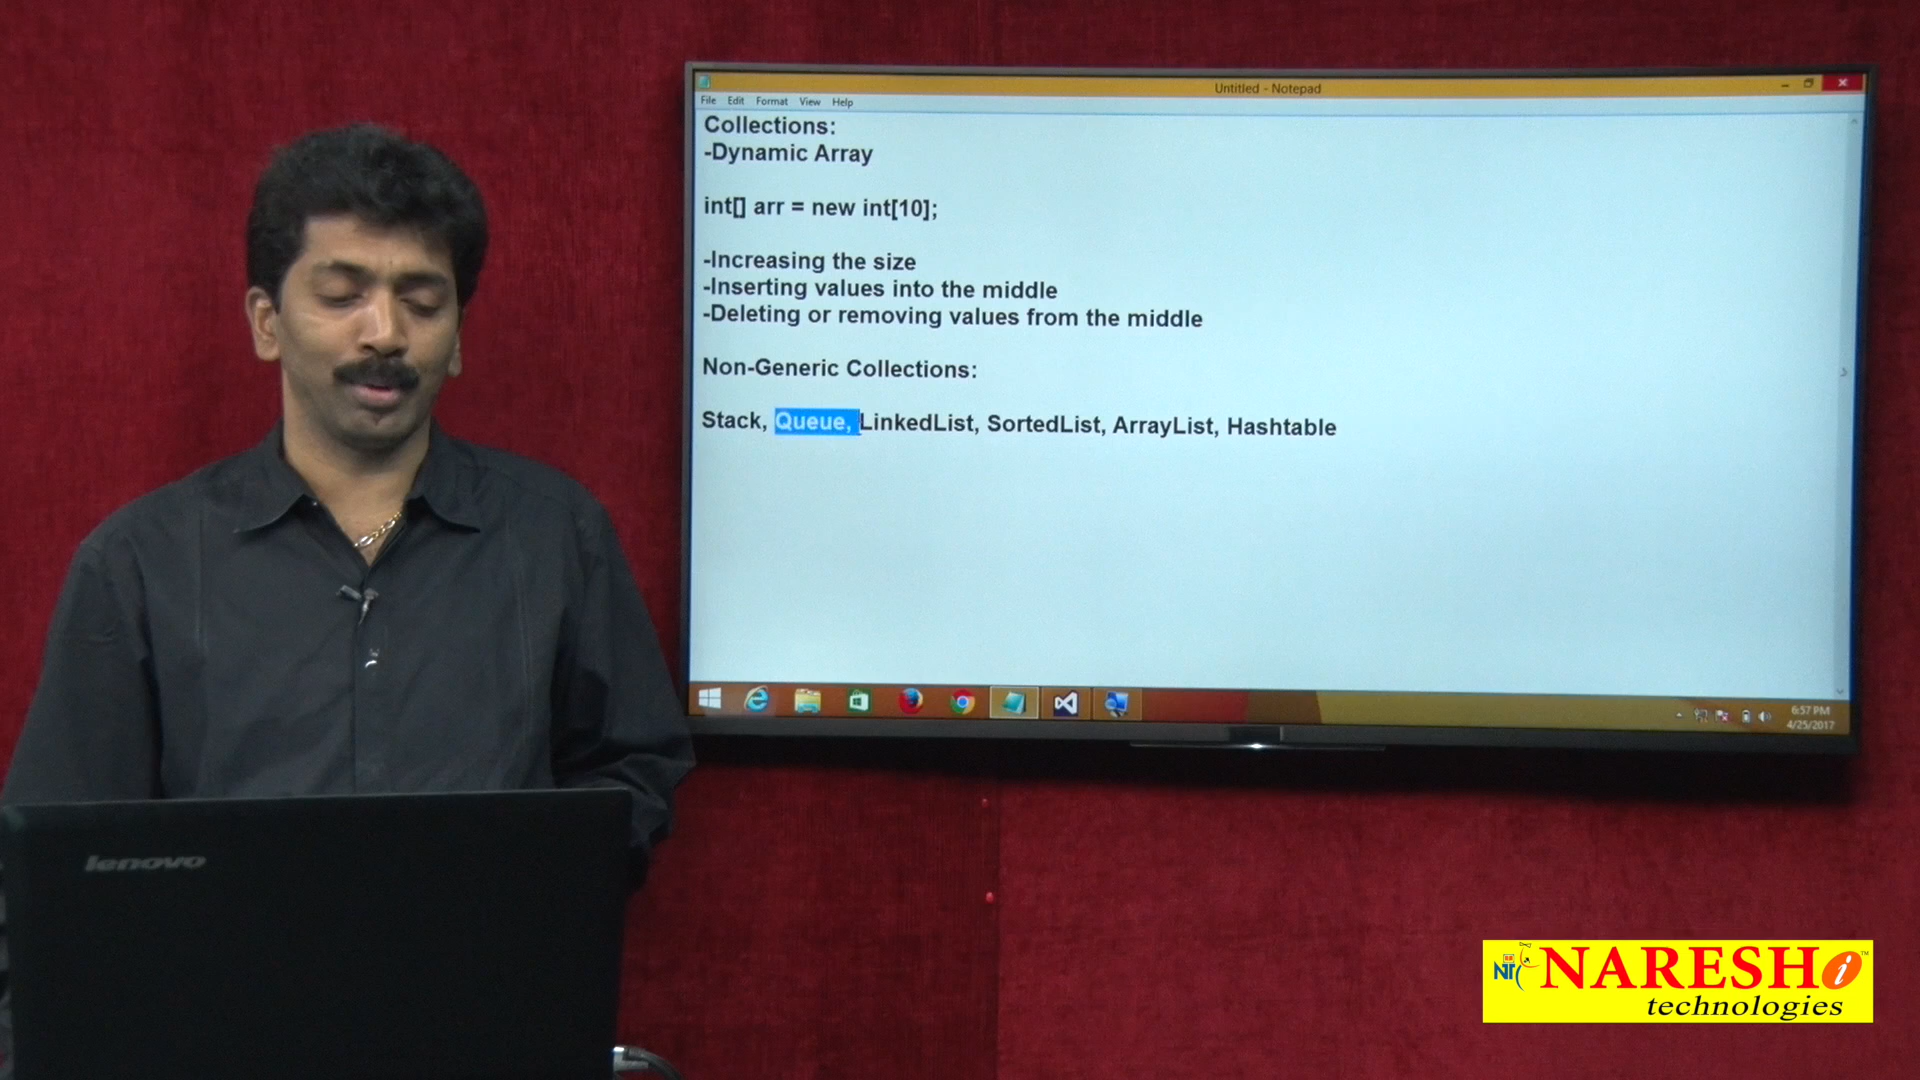 Untitled - Notepad
File Edit Format View Help
Collections:
-Dynamic Array
int[] arr = new int[10];
-Increasing the size
-Inserting values into the middle
-Deleting or removing values from the middle
Non-Generic Collections:
Stack, Queue, LinkedList, SortedList, ArrayList, Hashtable
6:57 PM
4/25/2017
lenovo
NTi NARESH i ™
technologies